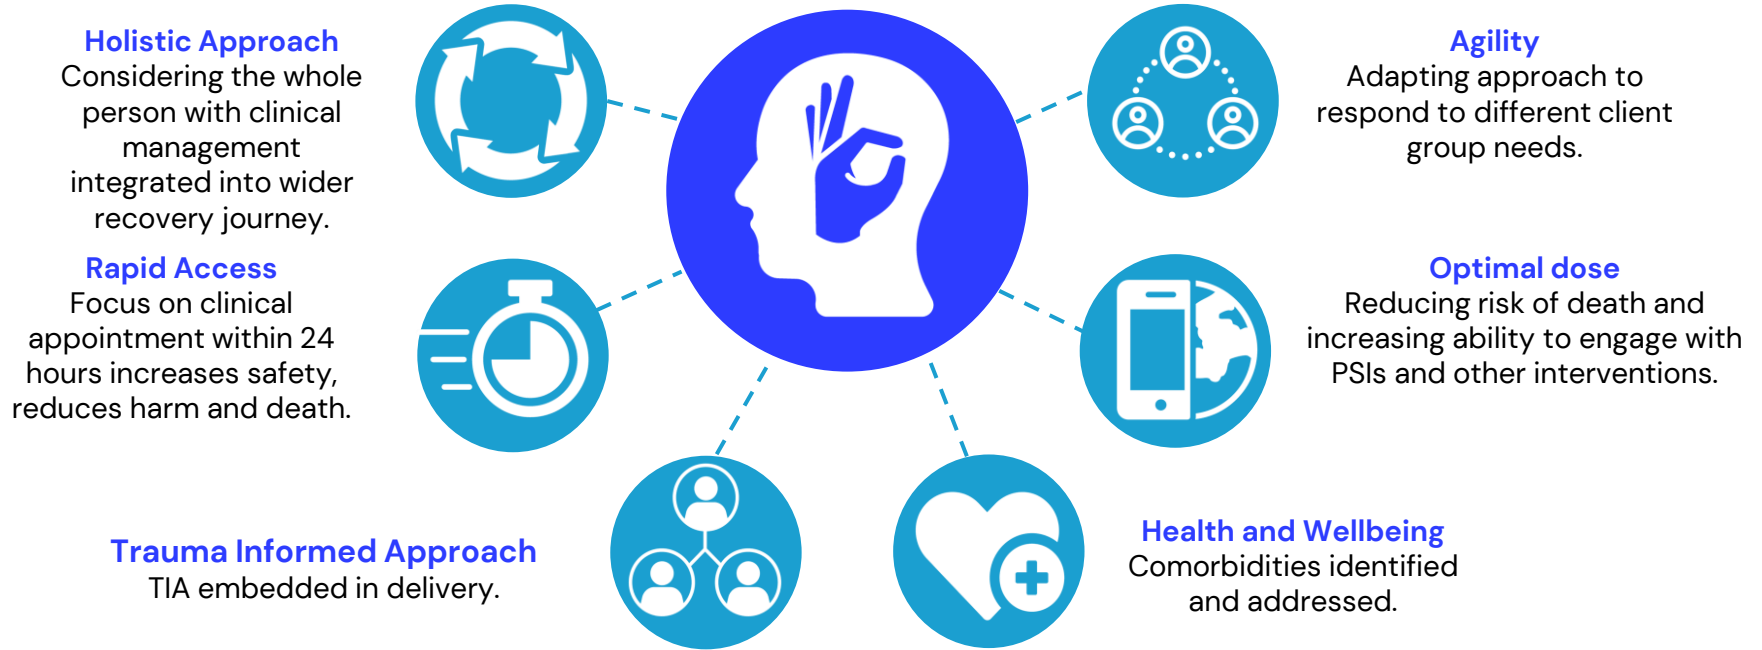 Holistic Approach
Considering the whole
person with clinical
management
integrated into wider
recovery journey.
Rapid Access
Focus on clinical
appointment within 24
hours increases safety,
reduces harm and death.
Trauma Informed Approach
TIA embedded in delivery.
Agility
Adapting approach to
respond to different client
group needs.
Optimal dose
Reducing risk of death and
increasing ability to engage with
PSIs and other interventions.
Health and Wellbeing
Comorbidities identified
and addressed.